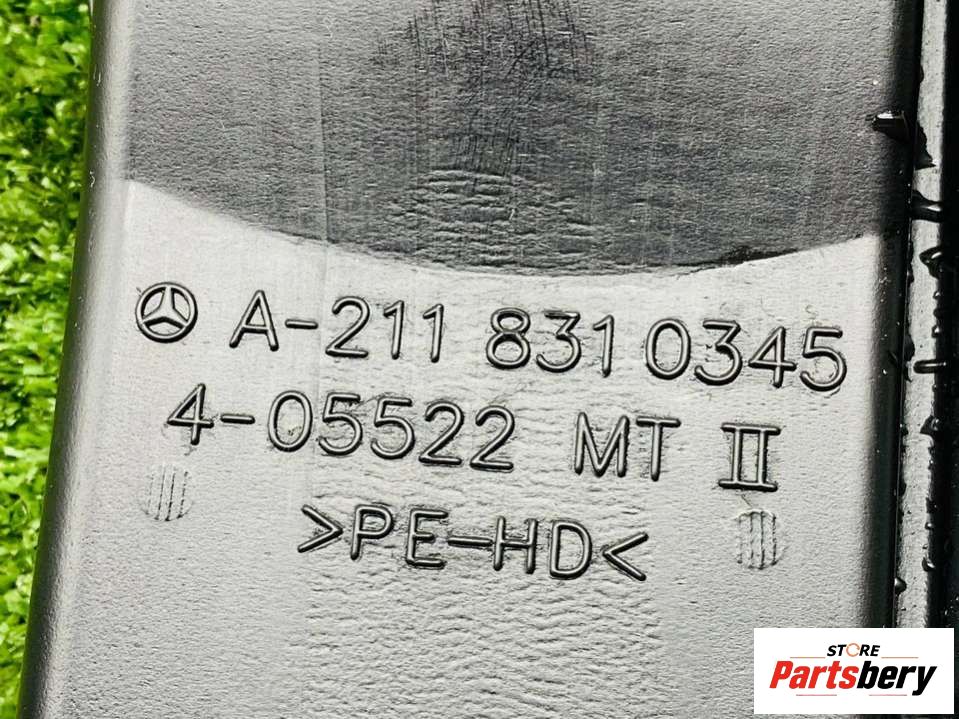 A-211 831 0345
4-05522 MT II
>PE-HD<
STORE
Partsbery